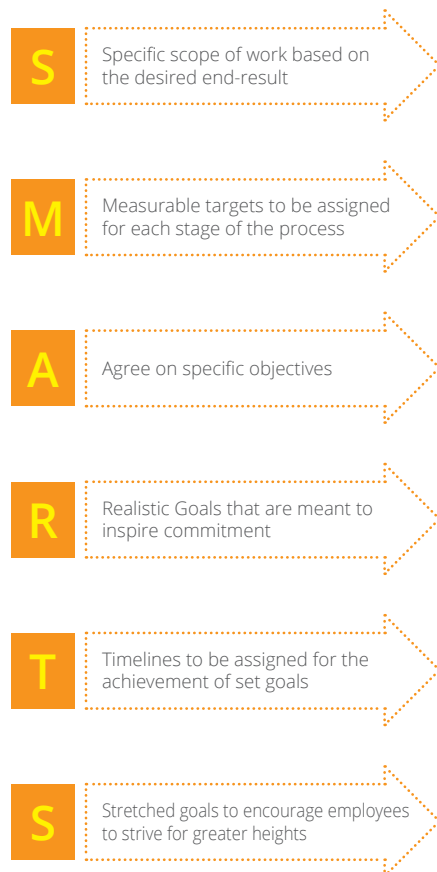 S
Specific scope of work based on
the desired end-result
M
Measurable targets to be assigned
for each stage of the process
A
Agree on specific objectives
R
Realistic Goals that are meant to
inspire commitment
T
Timelines to be assigned for the
achievement of set goals
S
Stretched goals to encourage employees
to strive for greater heights